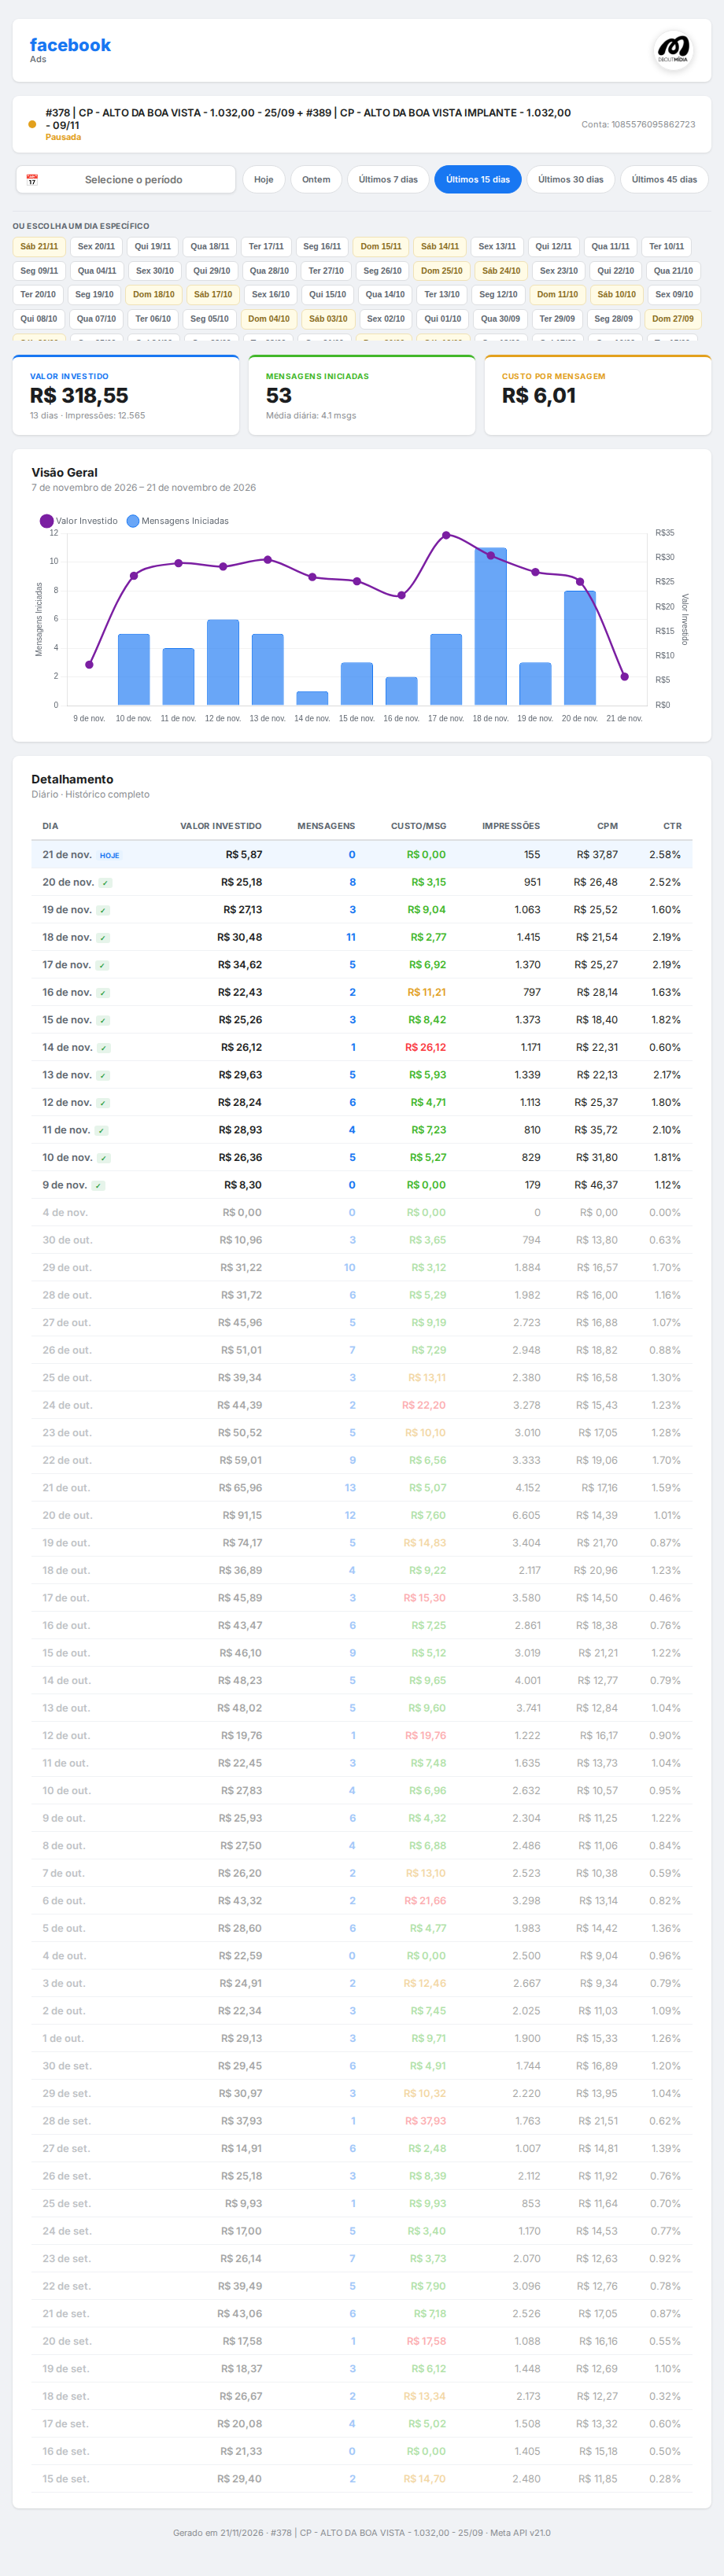 facebook
Ads
DEOUTMÍDIA
#378 | CP - ALTO DA BOA VISTA - 1.032,00 - 25/09 + #389 | CP - ALTO DA BOA VISTA IMPLANTE - 1.032,00
- 09/11
Pausada
Conta: 1085576095862723
Selecione o período
Hoje Ontem Últimos 7 dias Últimos 15 dias Últimos 30 dias Últimos 45 dias
OU ESCOLHA UM DIA ESPECÍFICO
Sáb 21/11 Sex 20/11 Qui 19/11 Qua 18/11 Ter 17/11 Seg 16/11 Dom 15/11 Sáb 14/11 Sex 13/11 Qui 12/11 Qua 11/11 Ter 10/11
Seg 09/11 Qua 04/11 Sex 30/10 Qui 29/10 Qua 28/10 Ter 27/10 Seg 26/10 Dom 25/10 Sáb 24/10 Sex 23/10 Qui 22/10 Qua 21/10
Ter 20/10 Seg 19/10 Dom 18/10 Sáb 17/10 Sex 16/10 Qui 15/10 Qua 14/10 Ter 13/10 Seg 12/10 Dom 11/10 Sáb 10/10 Sex 09/10
Qui 08/10 Qua 07/10 Ter 06/10 Seg 05/10 Dom 04/10 Sáb 03/10 Sex 02/10 Qui 01/10 Qua 30/09 Ter 29/09 Seg 28/09 Dom 27/09
VALOR INVESTIDO
R$ 318,55
13 dias · Impressões: 12.565
MENSAGENS INICIADAS
53
Média diária: 4.1 msgs
CUSTO POR MENSAGEM
R$ 6,01
Visão Geral
7 de novembro de 2026 – 21 de novembro de 2026
Valor Investido Mensagens Iniciadas
Mensagens Iniciadas
12
10
8
6
4
2
0
R$35
R$30
R$25
R$20
R$15
R$10
R$5
R$0
Valor Investido
9 de nov. 10 de nov. 11 de nov. 12 de nov. 13 de nov. 14 de nov. 15 de nov. 16 de nov. 17 de nov. 18 de nov. 19 de nov. 20 de nov. 21 de nov.
Detalhamento
Diário · Histórico completo
DIA VALOR INVESTIDO MENSAGENS CUSTO/MSG IMPRESSÕES CPM CTR
21 de nov. HOJE R$ 5,87 0 R$ 0,00 155 R$ 37,87 2.58%
20 de nov. ✓ R$ 25,18 8 R$ 3,15 951 R$ 26,48 2.52%
19 de nov. ✓ R$ 27,13 3 R$ 9,04 1.063 R$ 25,52 1.60%
18 de nov. ✓ R$ 30,48 11 R$ 2,77 1.415 R$ 21,54 2.19%
17 de nov. ✓ R$ 34,62 5 R$ 6,92 1.370 R$ 25,27 2.19%
16 de nov. ✓ R$ 22,43 2 R$ 11,21 797 R$ 28,14 1.63%
15 de nov. ✓ R$ 25,26 3 R$ 8,42 1.373 R$ 18,40 1.82%
14 de nov. ✓ R$ 26,12 1 R$ 26,12 1.171 R$ 22,31 0.60%
13 de nov. ✓ R$ 29,63 5 R$ 5,93 1.339 R$ 22,13 2.17%
12 de nov. ✓ R$ 28,24 6 R$ 4,71 1.113 R$ 25,37 1.80%
11 de nov. ✓ R$ 28,93 4 R$ 7,23 810 R$ 35,72 2.10%
10 de nov. ✓ R$ 26,36 5 R$ 5,27 829 R$ 31,80 1.81%
9 de nov. ✓ R$ 8,30 0 R$ 0,00 179 R$ 46,37 1.12%
4 de nov. R$ 0,00 0 R$ 0,00 0 R$ 0,00 0.00%
30 de out. R$ 10,96 3 R$ 3,65 794 R$ 13,80 0.63%
29 de out. R$ 31,22 10 R$ 3,12 1.884 R$ 16,57 1.70%
28 de out. R$ 31,72 6 R$ 5,29 1.982 R$ 16,00 1.16%
27 de out. R$ 45,96 5 R$ 9,19 2.723 R$ 16,88 1.07%
26 de out. R$ 51,01 7 R$ 7,29 2.948 R$ 18,82 0.88%
25 de out. R$ 39,34 3 R$ 13,11 2.380 R$ 16,58 1.30%
24 de out. R$ 44,39 2 R$ 22,20 3.278 R$ 15,43 1.23%
23 de out. R$ 50,52 5 R$ 10,10 3.010 R$ 17,05 1.28%
22 de out. R$ 59,01 9 R$ 6,56 3.333 R$ 19,06 1.70%
21 de out. R$ 65,96 13 R$ 5,07 4.152 R$ 17,16 1.59%
20 de out. R$ 91,15 12 R$ 7,60 6.605 R$ 14,39 1.01%
19 de out. R$ 74,17 5 R$ 14,83 3.404 R$ 21,70 0.87%
18 de out. R$ 36,89 4 R$ 9,22 2.117 R$ 20,96 1.23%
17 de out. R$ 45,89 3 R$ 15,30 3.580 R$ 14,50 0.46%
16 de out. R$ 43,47 6 R$ 7,25 2.861 R$ 18,38 0.76%
15 de out. R$ 46,10 9 R$ 5,12 3.019 R$ 21,21 1.22%
14 de out. R$ 48,23 5 R$ 9,65 4.001 R$ 12,77 0.79%
13 de out. R$ 48,02 5 R$ 9,60 3.741 R$ 12,84 1.04%
12 de out. R$ 19,76 1 R$ 19,76 1.222 R$ 16,17 0.90%
11 de out. R$ 22,45 3 R$ 7,48 1.635 R$ 13,73 1.04%
10 de out. R$ 27,83 4 R$ 6,96 2.632 R$ 10,57 0.95%
9 de out. R$ 25,93 6 R$ 4,32 2.304 R$ 11,25 1.22%
8 de out. R$ 27,50 4 R$ 6,88 2.486 R$ 11,06 0.84%
7 de out. R$ 26,20 2 R$ 13,10 2.523 R$ 10,38 0.59%
6 de out. R$ 43,32 2 R$ 21,66 3.298 R$ 13,14 0.82%
5 de out. R$ 28,60 6 R$ 4,77 1.983 R$ 14,42 1.36%
4 de out. R$ 22,59 0 R$ 0,00 2.500 R$ 9,04 0.96%
3 de out. R$ 24,91 2 R$ 12,46 2.667 R$ 9,34 0.79%
2 de out. R$ 22,34 3 R$ 7,45 2.025 R$ 11,03 1.09%
1 de out. R$ 29,13 3 R$ 9,71 1.900 R$ 15,33 1.26%
30 de set. R$ 29,45 6 R$ 4,91 1.744 R$ 16,89 1.20%
29 de set. R$ 30,97 3 R$ 10,32 2.220 R$ 13,95 1.04%
28 de set. R$ 37,93 1 R$ 37,93 1.763 R$ 21,51 0.62%
27 de set. R$ 14,91 6 R$ 2,48 1.007 R$ 14,81 1.39%
26 de set. R$ 25,18 3 R$ 8,39 2.112 R$ 11,92 0.76%
25 de set. R$ 9,93 1 R$ 9,93 853 R$ 11,64 0.70%
24 de set. R$ 17,00 5 R$ 3,40 1.170 R$ 14,53 0.77%
23 de set. R$ 26,14 7 R$ 3,73 2.070 R$ 12,63 0.92%
22 de set. R$ 39,49 5 R$ 7,90 3.096 R$ 12,76 0.78%
21 de set. R$ 43,06 6 R$ 7,18 2.526 R$ 17,05 0.87%
20 de set. R$ 17,58 1 R$ 17,58 1.088 R$ 16,16 0.55%
19 de set. R$ 18,37 3 R$ 6,12 1.448 R$ 12,69 1.10%
18 de set. R$ 26,67 2 R$ 13,34 2.173 R$ 12,27 0.32%
17 de set. R$ 20,08 4 R$ 5,02 1.508 R$ 13,32 0.60%
16 de set. R$ 21,33 0 R$ 0,00 1.405 R$ 15,18 0.50%
15 de set. R$ 29,40 2 R$ 14,70 2.480 R$ 11,85 0.28%
Gerado em 21/11/2026 · #378 | CP - ALTO DA BOA VISTA - 1.032,00 - 25/09 · Meta API v21.0